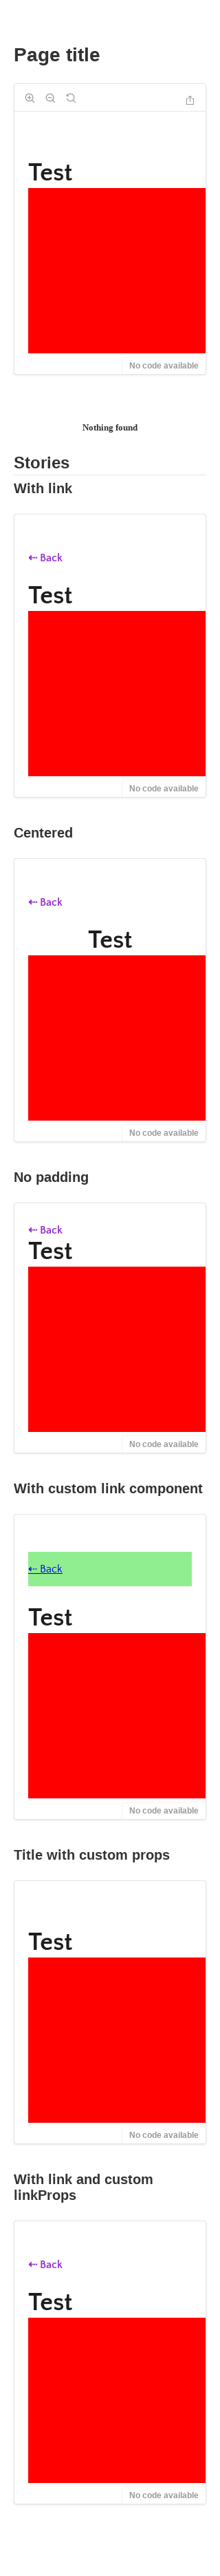 Page title
Test
No code available
Nothing found
Stories
With link
⇠ Back
Test
No code available
Centered
⇠ Back
Test
No code available
No padding
⇠ Back
Test
No code available
With custom link component
⇠ Back
Test
No code available
Title with custom props
Test
No code available
With link and custom
linkProps
⇠ Back
Test
No code available